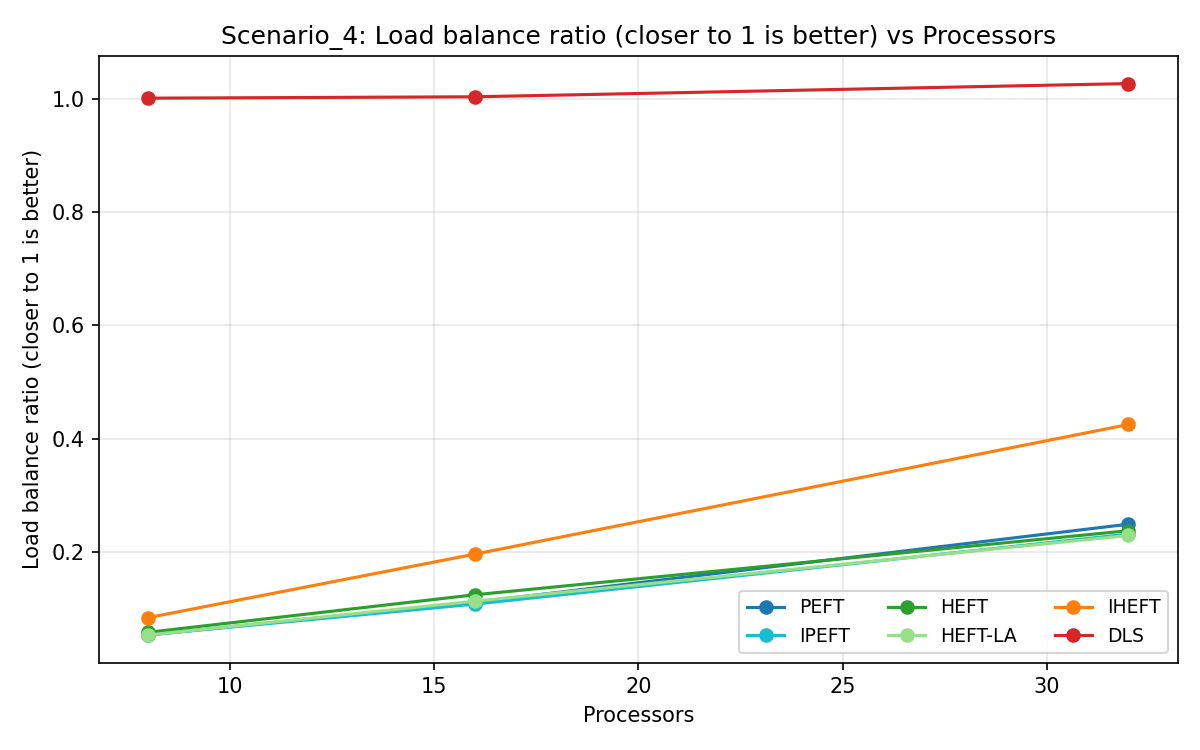 Scenario_4: Load balance ratio (closer to 1 is better) vs Processors
Load balance ratio (closer to 1 is better)
1.0
0.8
0.6
0.4
0.2
10 15 20 25 30
Processors
PEFT HEFT IHEFT
IPEFT HEFT-LA DLS